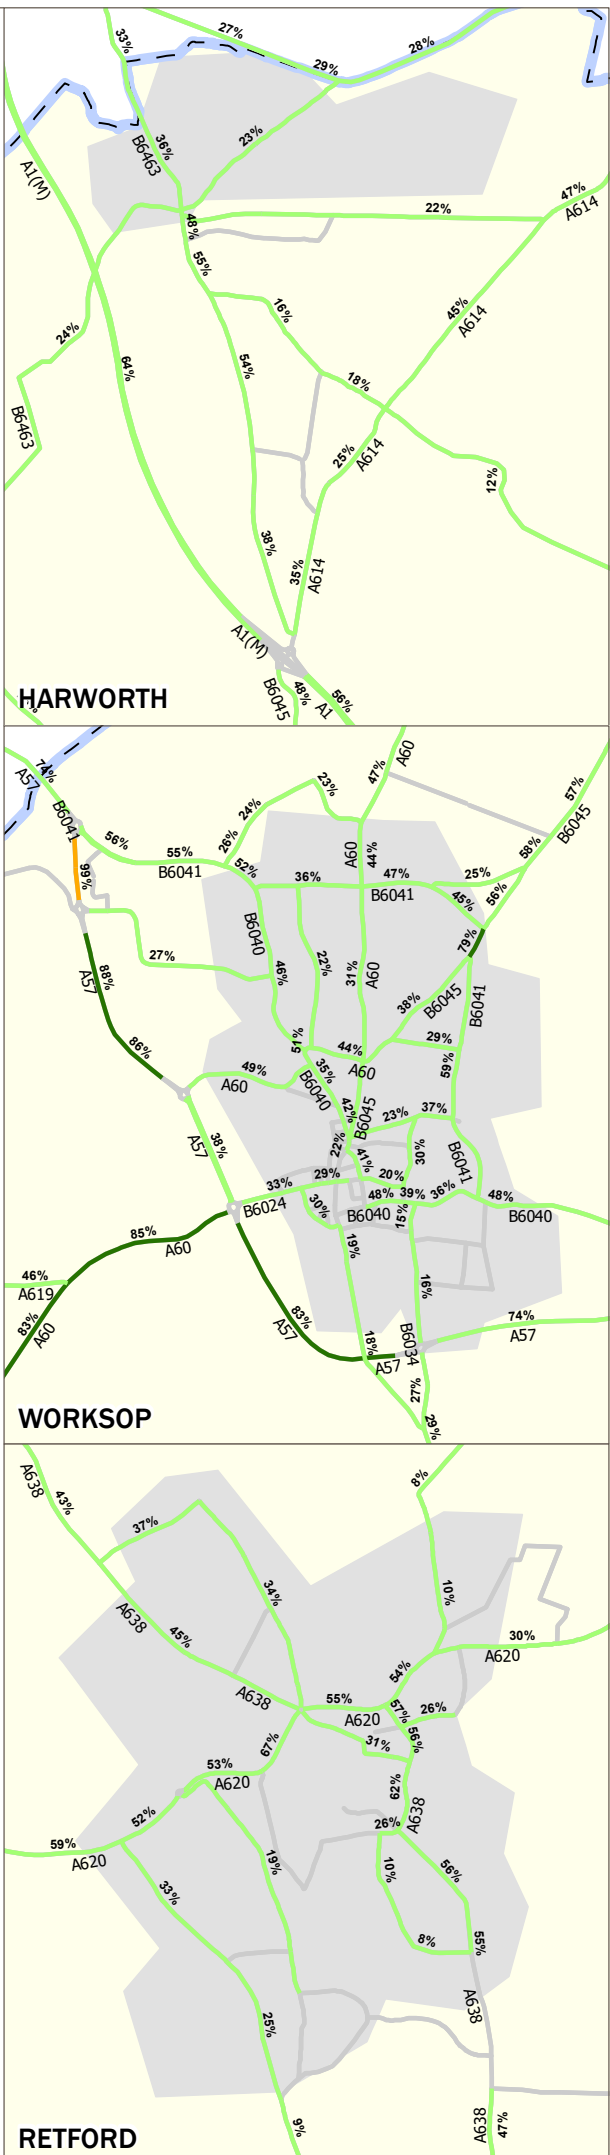 27%
33%
28%
29%
36%
B6463
23%
A1(M)
47%
A614
22%
48%
55%
16%
45%
A614
24%
64%
54%
18%
B6463
25%
A614
12%
38%
35%
A614
A1(M)
B6045
48%
A1
56%
HARWORTH
74%
A57
B6041
47%
A60
23%
24%
57%
B6045
56%
26%
55%
B6041
52%
A60
44%
58%
99%
36%
47%
B6041
25%
45%
56%
B6040
79%
27%
46%
22%
31%
A60
88%
A57
38%
B6045
B6041
86%
51%
44%
A60
29%
59%
49%
A60
35%
B6040
42%
B6045
23%
37%
38%
A57
22%
41%
30%
B6041
33%
B6024
29%
20%
30%
48%
39%
36%
48%
B6040
B6040
15%
85%
A60
19%
46%
A619
83%
A60
83%
A57
16%
74%
A57
18%
B6034
A57
27%
29%
WORKSOP
A638
43%
8%
37%
34%
10%
A638
45%
30%
A620
54%
A638
55%
A620
57%
26%
56%
67%
31%
53%
A620
62%
A638
52%
26%
59%
A620
19%
10%
56%
33%
8%
55%
A638
25%
9%
A638
47%
RETFORD